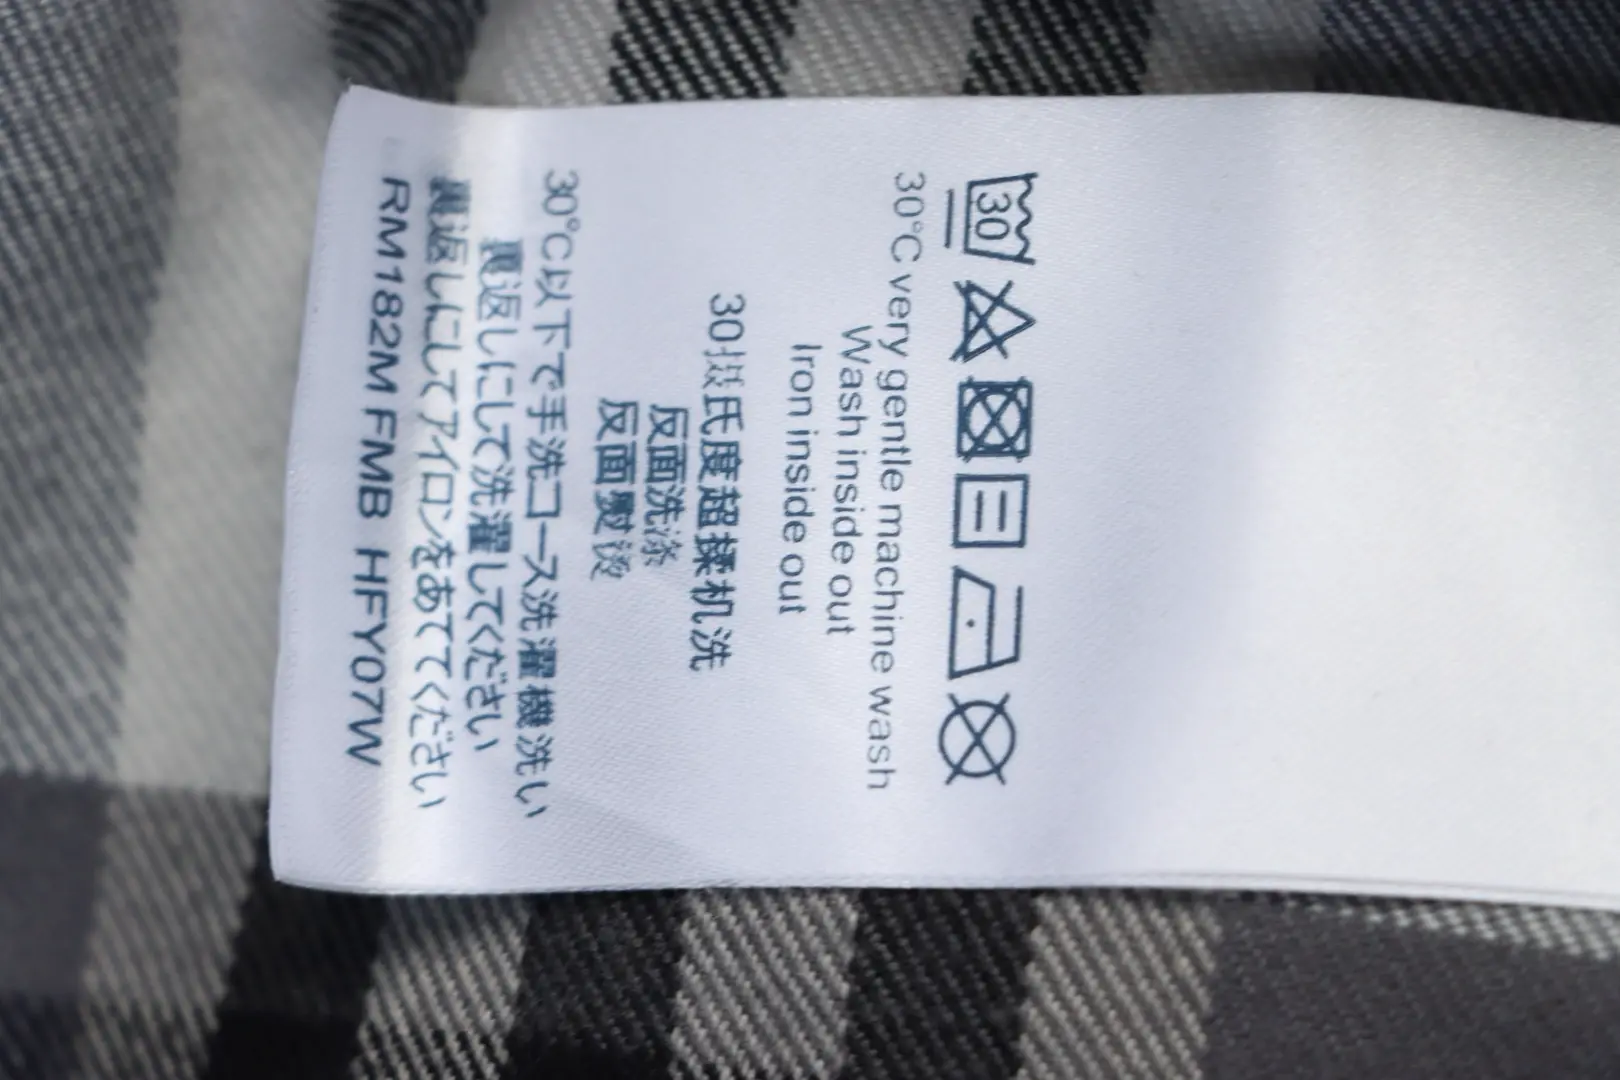 30
30°C very gentle machine wash
Wash inside out
Iron inside out
30摄氏度超揉机洗
反面洗涤
反面熨烫
30°C以下で手洗コース洗濯機洗い
裏返しにして洗濯してください
裏返しにしてアイロンをあててください
RM182M FMB HFY07W